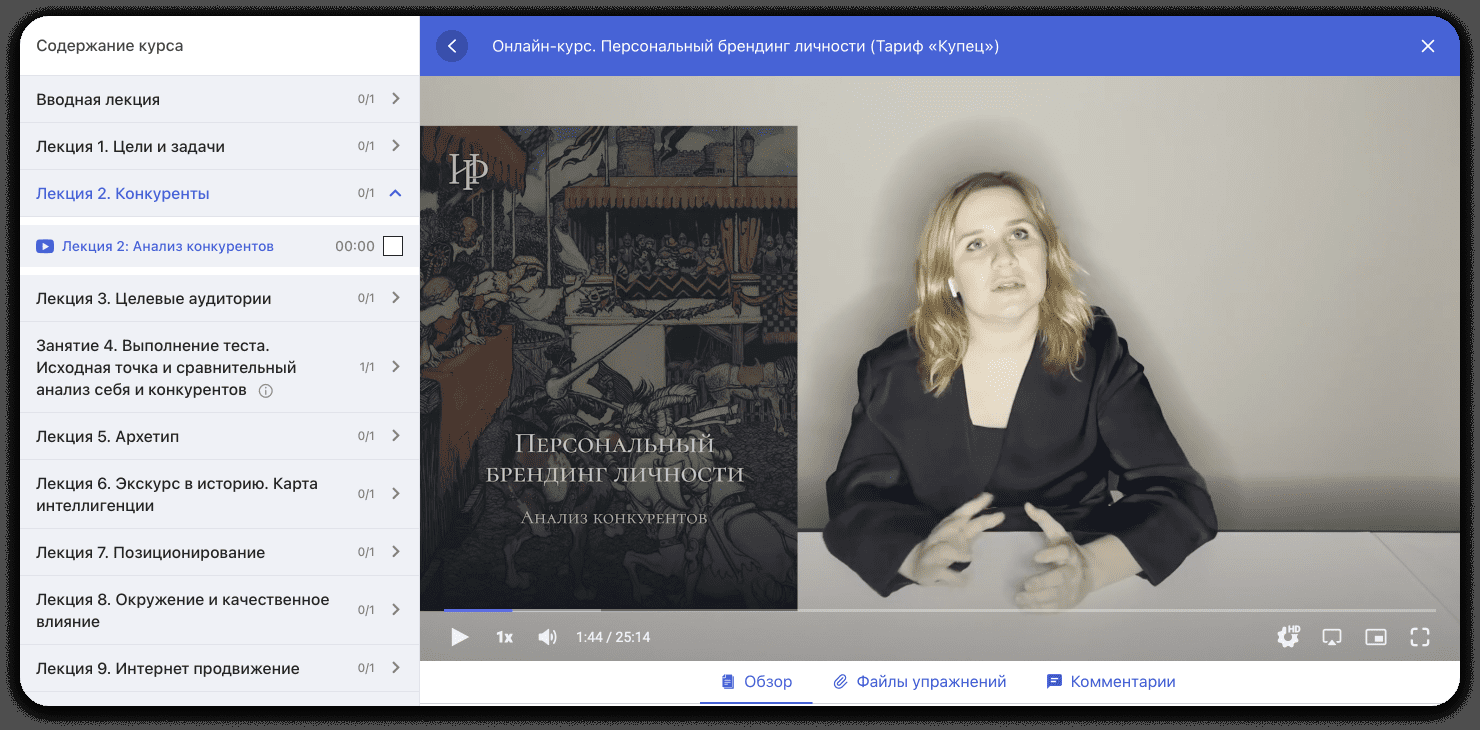 Содержание курса
Онлайн-курс. Персональный брендинг личности (Тариф «Купец»)
Вводная лекция 0/1
Лекция 1. Цели и задачи 0/1
Лекция 2. Конкуренты 0/1
Лекция 2: Анализ конкурентов 00:00
Лекция 3. Целевые аудитории 0/1
Занятие 4. Выполнение теста.
Исходная точка и сравнительный 1/1
анализ себя и конкурентов
Лекция 5. Архетип 0/1
Лекция 6. Экскурс в историю. Карта
интеллигенции 0/1
Лекция 7. Позиционирование 0/1
Лекция 8. Окружение и качественное
влияние 0/1
Лекция 9. Интернет продвижение 0/1
ИФ
Персональный
брендинг личности
Анализ конкурентов
1x 1:44 / 25:14 HD
Обзор Файлы упражнений Комментарии